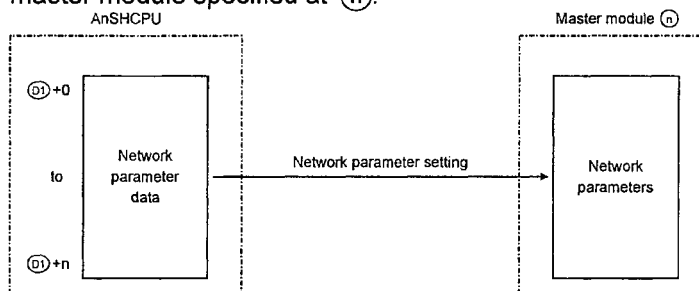 master module specified at ⓝ.
AnSHCPU
Master module ⓝ
(D1)+0
to
(D1)+n
Network
parameter
data
Network parameter setting
Network
parameters